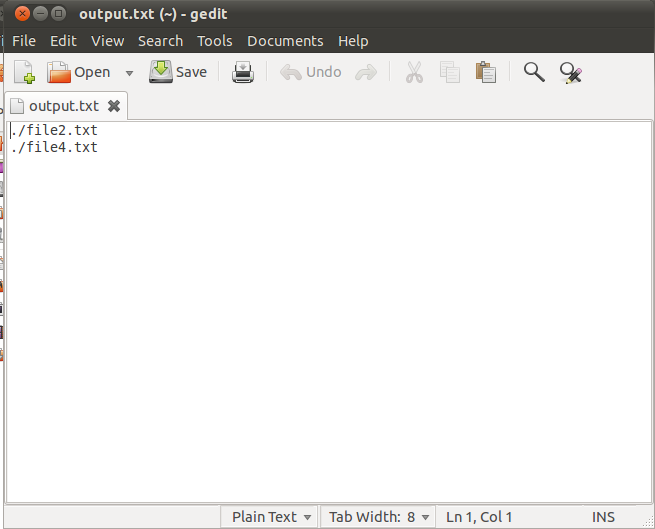 output.txt (~) - gedit
File Edit View Search Tools Documents Help
Open Save Undo
output.txt
./file2.txt
./file4.txt
Plain Text Tab Width: 8 Ln 1, Col 1 INS